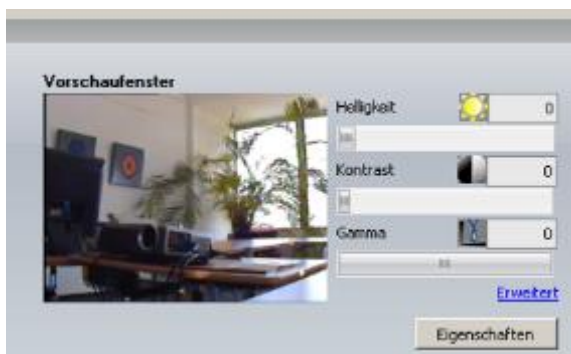 Vorschaufenster
Helligkeit 0
Kontrast 0
Gamma 0
Erweitert
Eigenschaften